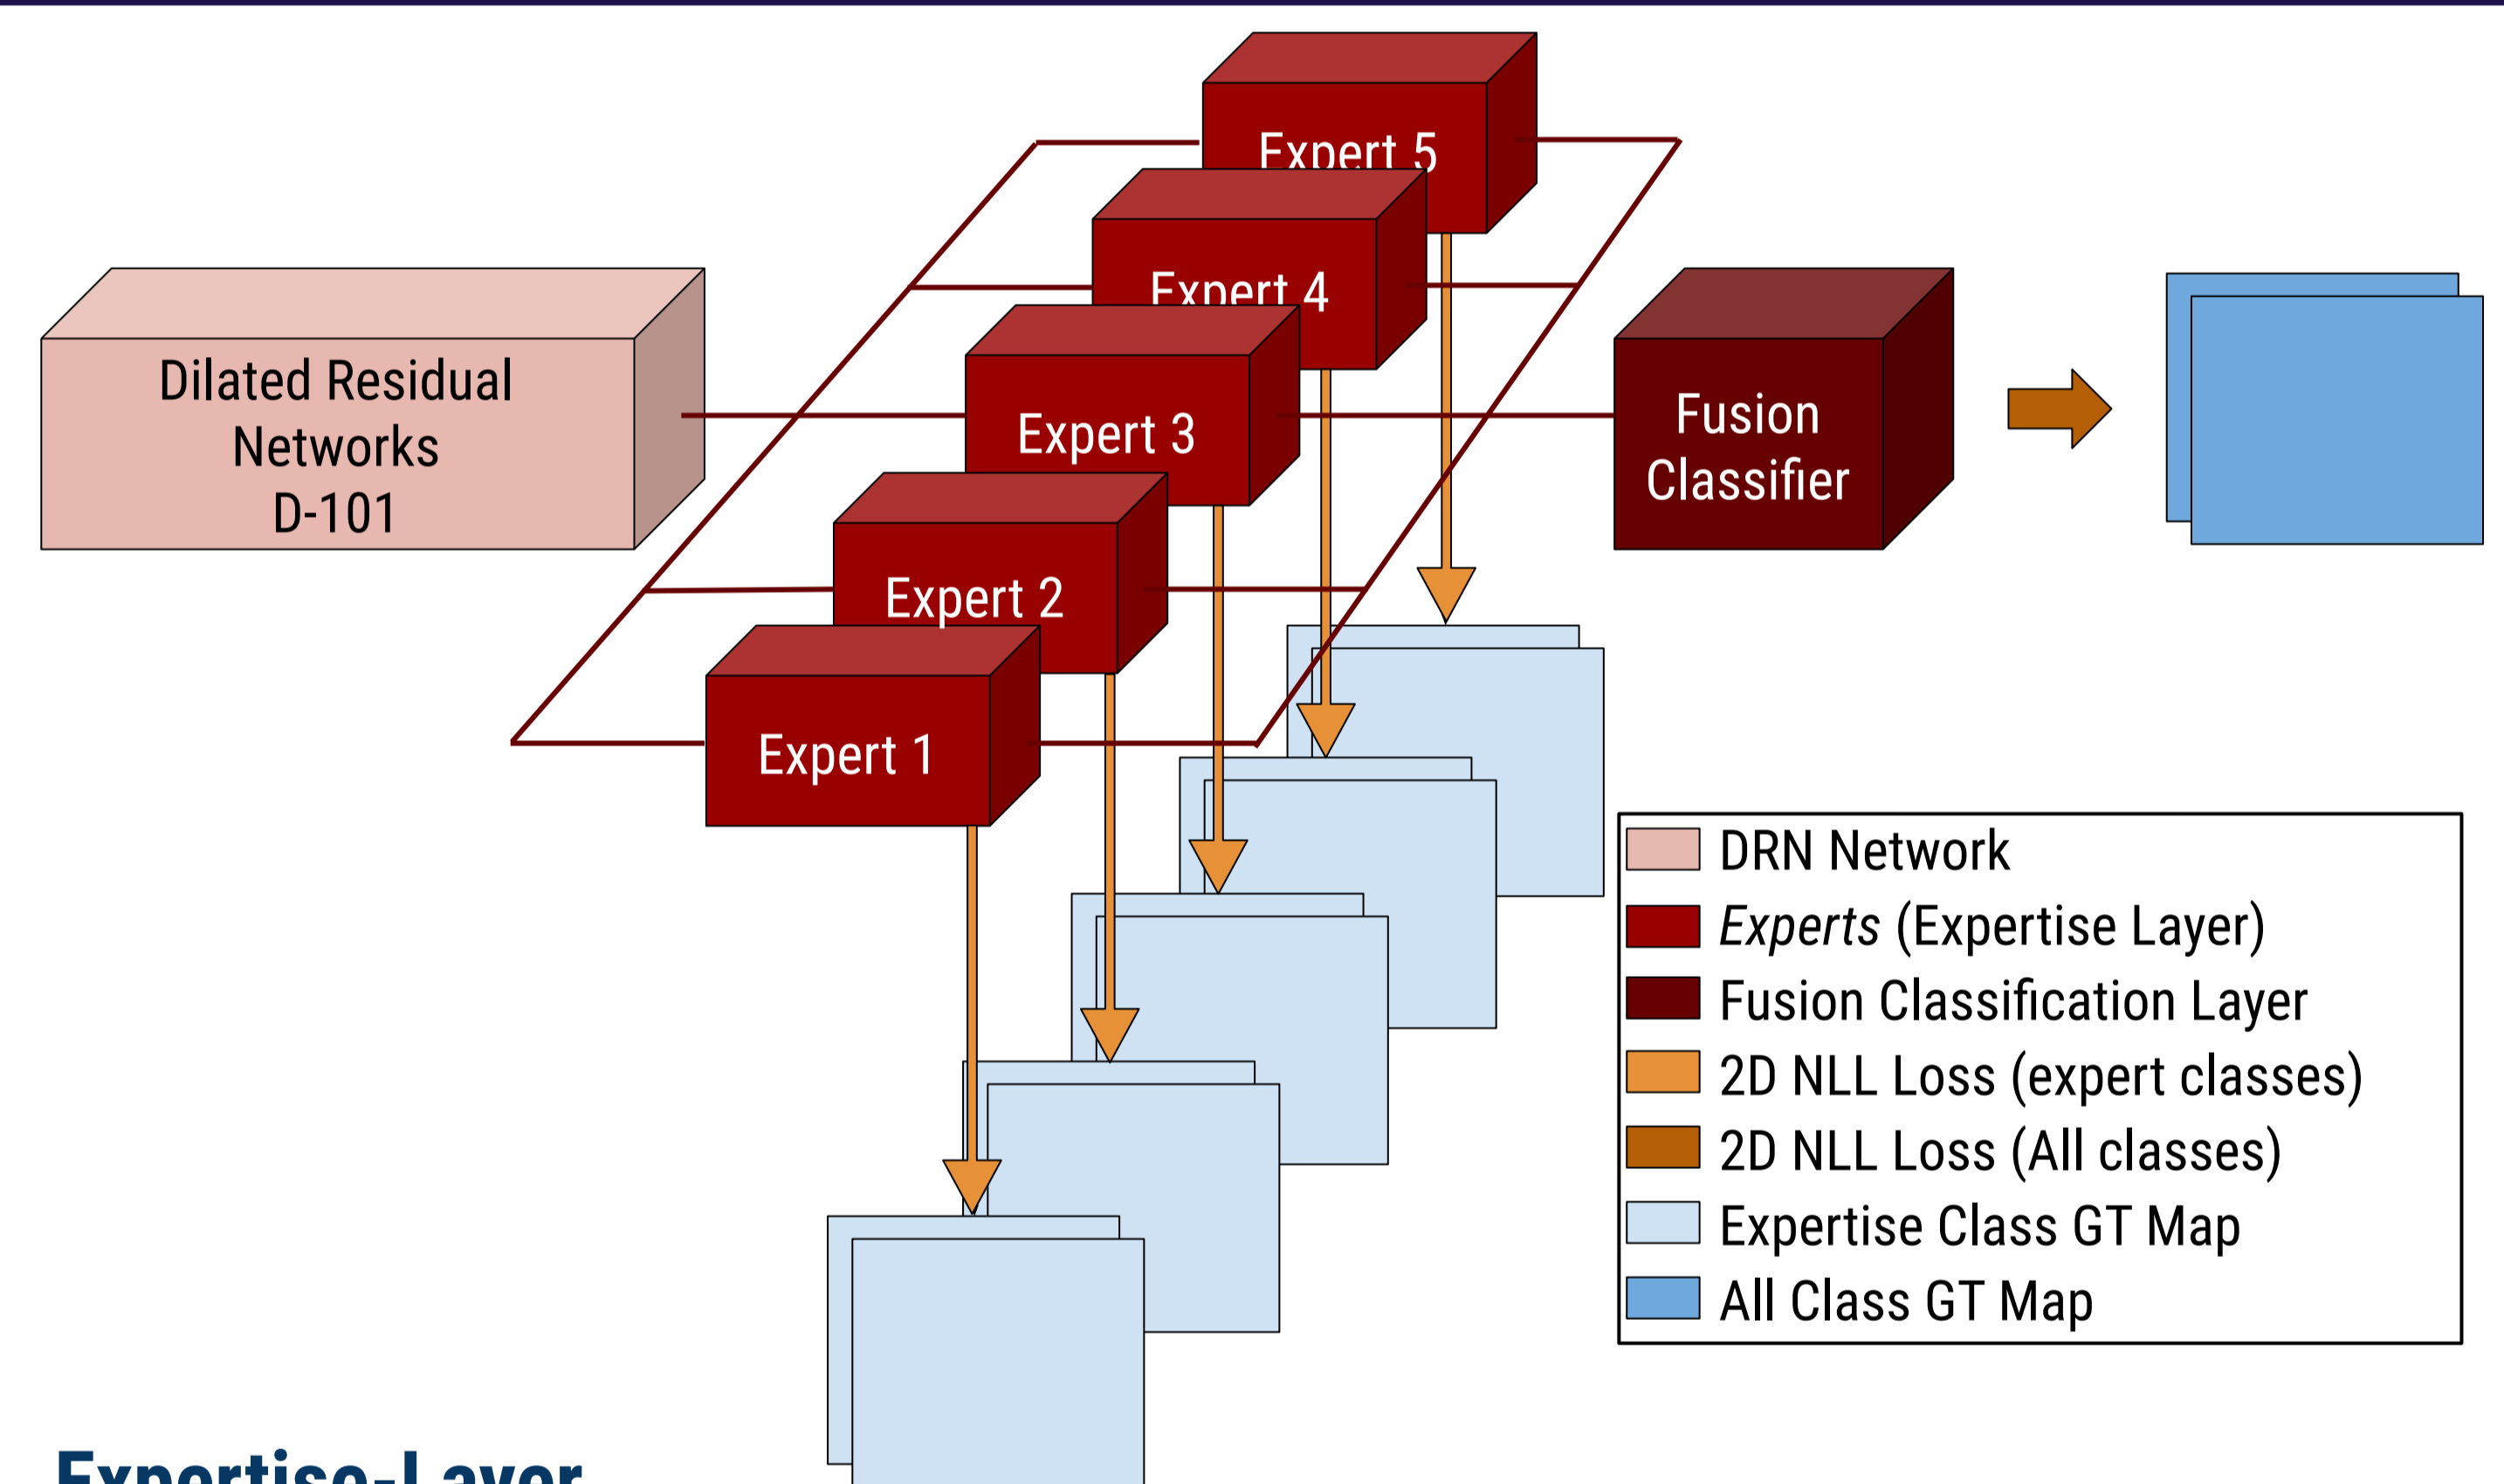 Expert 5
Expert 4
Expert 3
Expert 2
Expert 1
Dilated Residual
Networks
D-101
Fusion
Classifier
DRN Network
Experts (Expertise Layer)
Fusion Classification Layer
2D NLL Loss (expert classes)
2D NLL Loss (All classes)
Expertise Class GT Map
All Class GT Map
Expertise-Layer